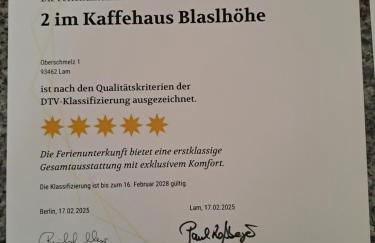 2 im Kaffehaus Blaslhöhe
Oberschmelz 1
93462 Lam
ist nach den Qualitätskriterien der
DTV-Klassifizierung ausgezeichnet.
Die Ferienunterkunft bietet eine erstklassige
Gesamtausstattung mit exklusivem Komfort.
Die Klassifizierung ist bis zum 16. Februar 2028 gültig.
Berlin, 17.02.2025
Lam, 17.02.2025